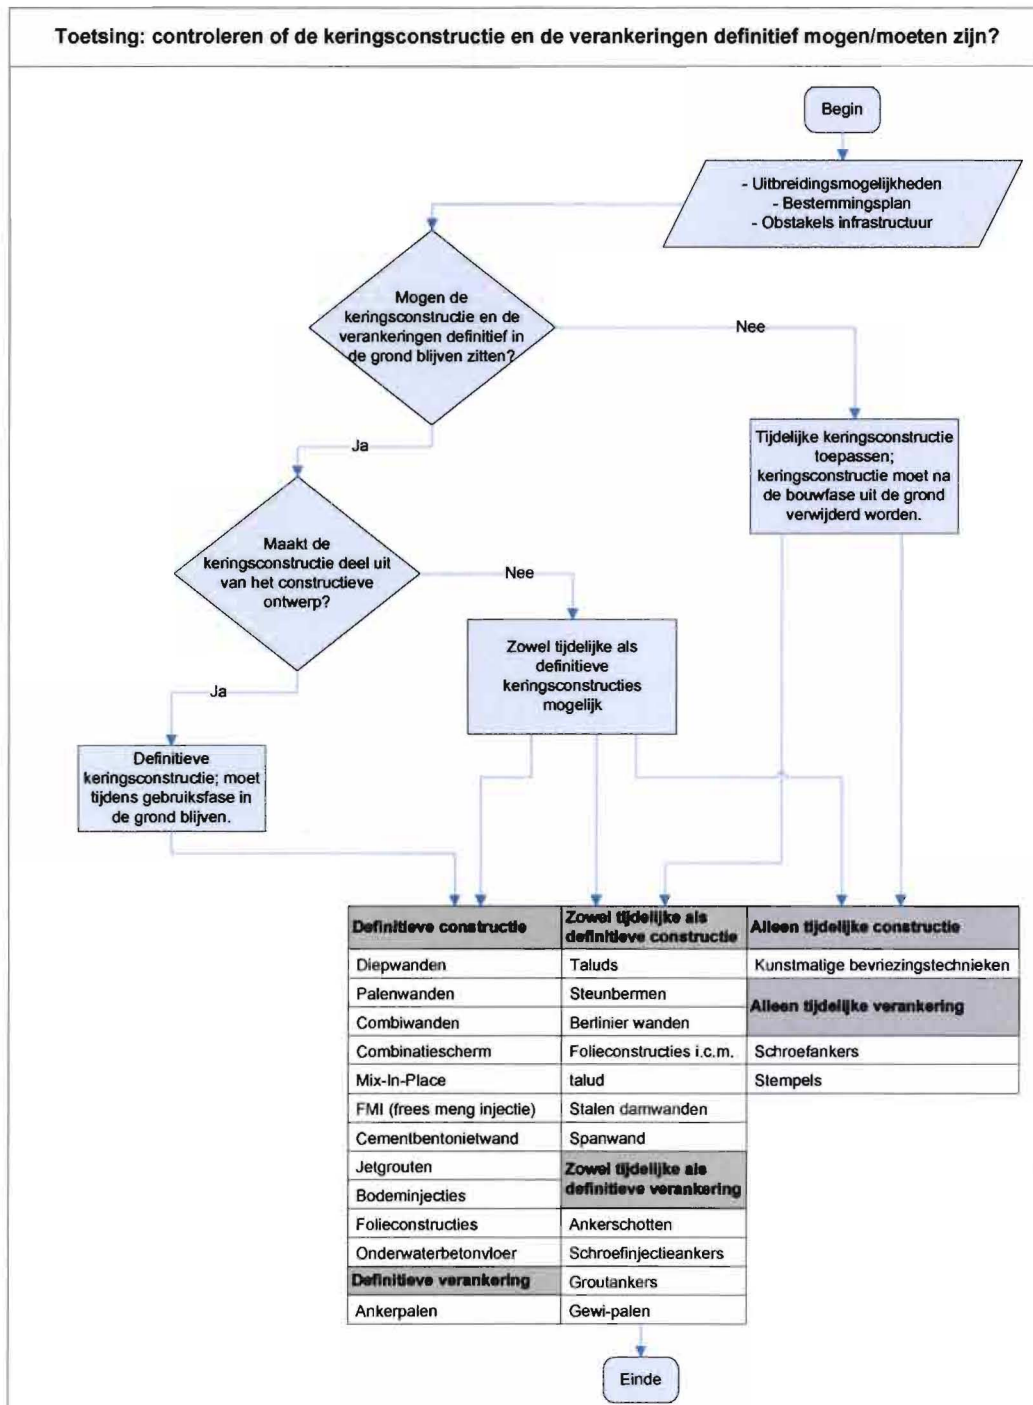 Toetsing: controleren of de keringsconstructie en de verankeringen definitief mogen/moeten zijn?
Begin
- Uitbreidingsmogelijkheden
- Bestemmingsplan
- Obstakels infrastructuur
Mogen de
keringsconstructie en de
verankeringen definitief in
de grond blijven zitten?
Nee
Ja
Tijdelijke keringsconstructie
toepassen;
keringsconstructie moet na
de bouwfase uit de grond
verwijderd worden.
Maakt de
keringsconstructie deel uit
van het constructieve
ontwerp?
Nee
Ja
Zowel tijdelijke als
definitieve
keringsconstructies
mogelijk
Definitieve
keringsconstructie; moet
tijdens gebruiksfase in
de grond blijven.
Definitieve constructie
Diepwanden
Palenwanden
Combiwanden
Combinatiescherm
Mix-In-Place
FMI (frees meng injectie)
Cementbentonietwand
Jetgrouten
Bodeminjecties
Folieconstructies
Onderwaterbetonvloer
Definitieve verankering
Ankerpalen
Zowel tijdelijke als
definitieve constructie
Taluds
Steunbermen
Berlinier wanden
Folieconstructies i.c.m.
talud
Stalen damwanden
Spanwand
Zowel tijdelijke als
definitieve verankering
Ankerschotten
Schroefinjectieankers
Groutankers
Gewi-palen
Alleen tijdelijke constructie
Kunstmatige bevriezingstechnieken
Alleen tijdelijke verankering
Schroefankers
Stempels
Einde